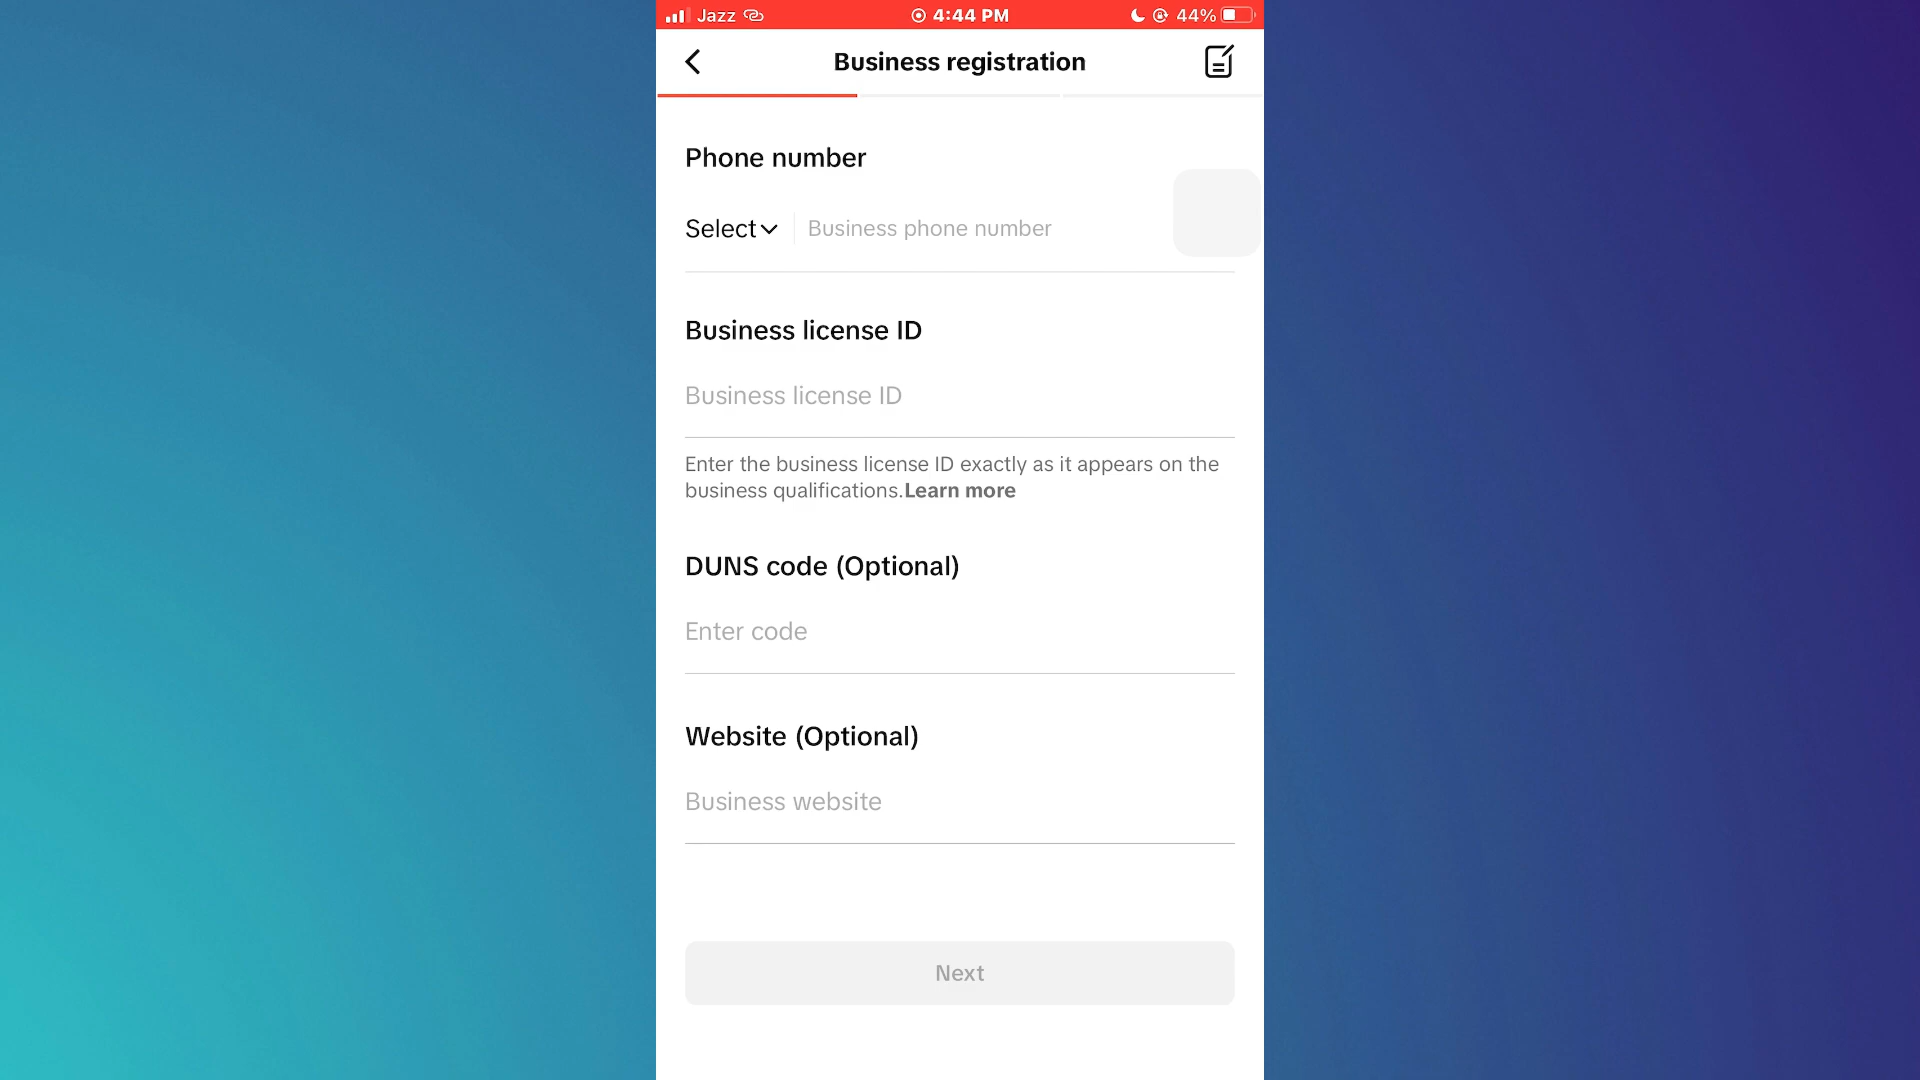 Jazz 4:44 PM 44%
Business registration
Phone number
Select Business phone number
Business license ID
Business license ID
Enter the business license ID exactly as it appears on the
business qualifications.Learn more
DUNS code (Optional)
Enter code
Website (Optional)
Business website
Next